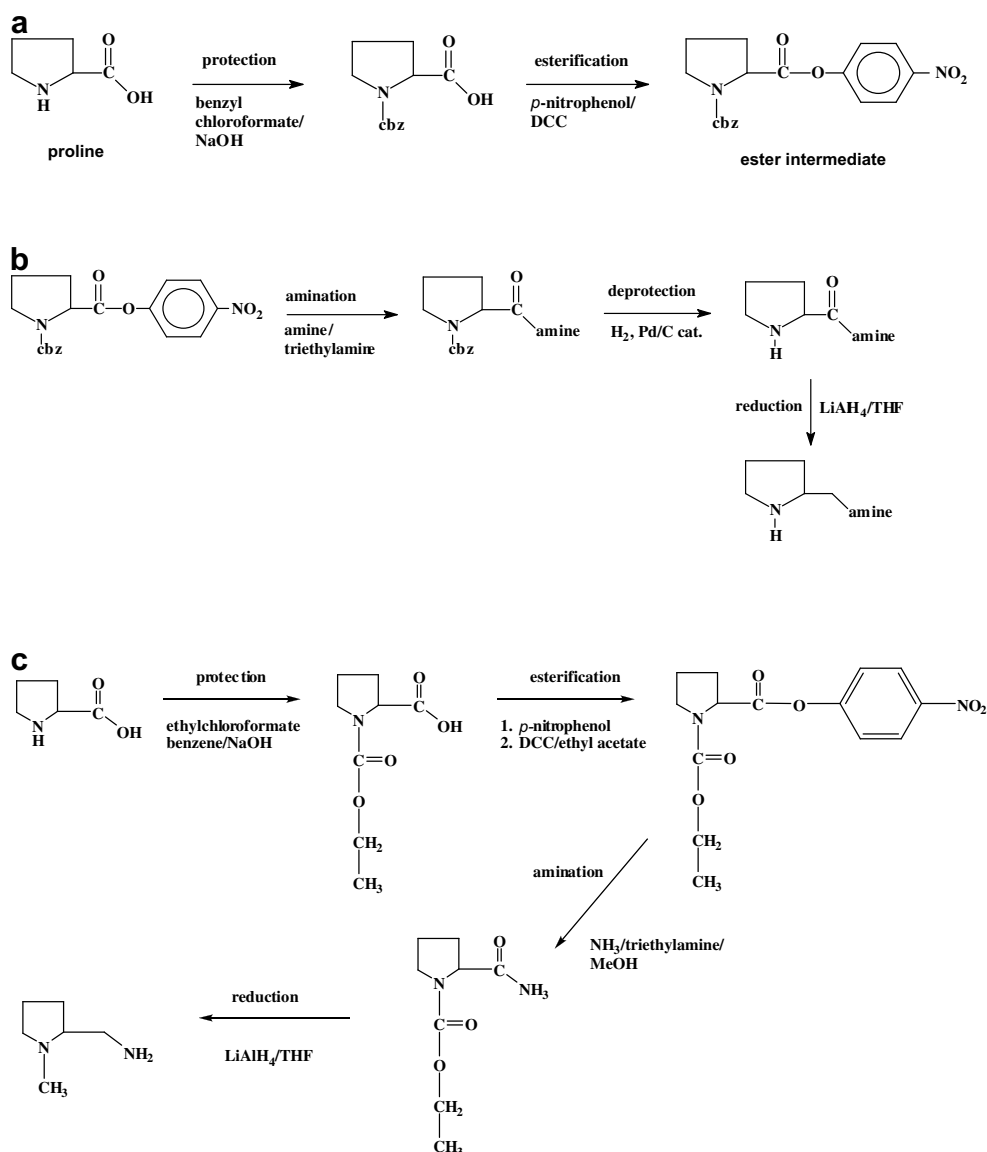 a
O
C
OH
N
H
proline
protection
benzyl
chloroformate/
NaOH
O
C
OH
N
cbz
esterification
p-nitrophenol/
DCC
O
C
O
NO2
N
cbz
ester intermediate
b
O
C
O
NO2
N
cbz
amination
amine/
triethylamine
O
C
amine
N
cbz
deprotection
H2, Pd/C cat.
O
C
amine
N
H
reduction
LiAlH4/THF
N
H
amine
c
O
C
OH
N
H
protection
ethylchloroformate
benzene/NaOH
O
C
OH
N
C=O
O
CH2
CH3
esterification
1. p-nitrophenol
2. DCC/ethyl acetate
O
C
O
NO2
N
C=O
O
CH2
CH3
amination
NH3/triethylamine/
MeOH
O
C
NH3
N
C=O
O
CH2
CH3
reduction
LiAlH4/THF
N
NH2
CH3